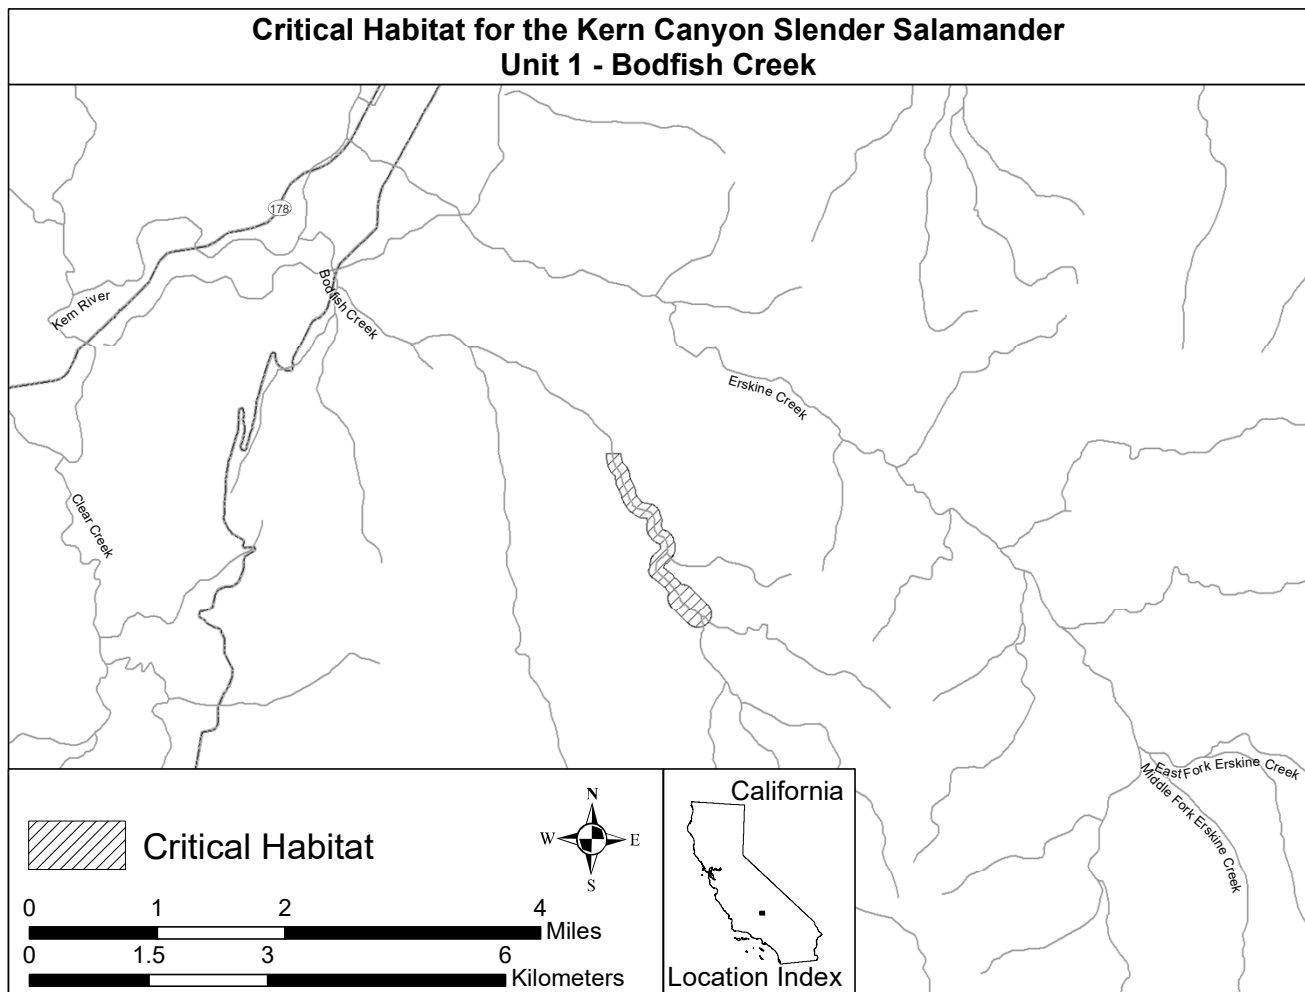 Critical Habitat for the Kern Canyon Slender Salamander
Unit 1 - Bodfish Creek
178
Kern River
Bodfish Creek
Erskine Creek
Clear Creek
East Fork Erskine Creek
Middle Fork Erskine Creek
Critical Habitat
N
W E
S
0 1 2 4
Miles
0 1.5 3 6
Kilometers
California
Location Index